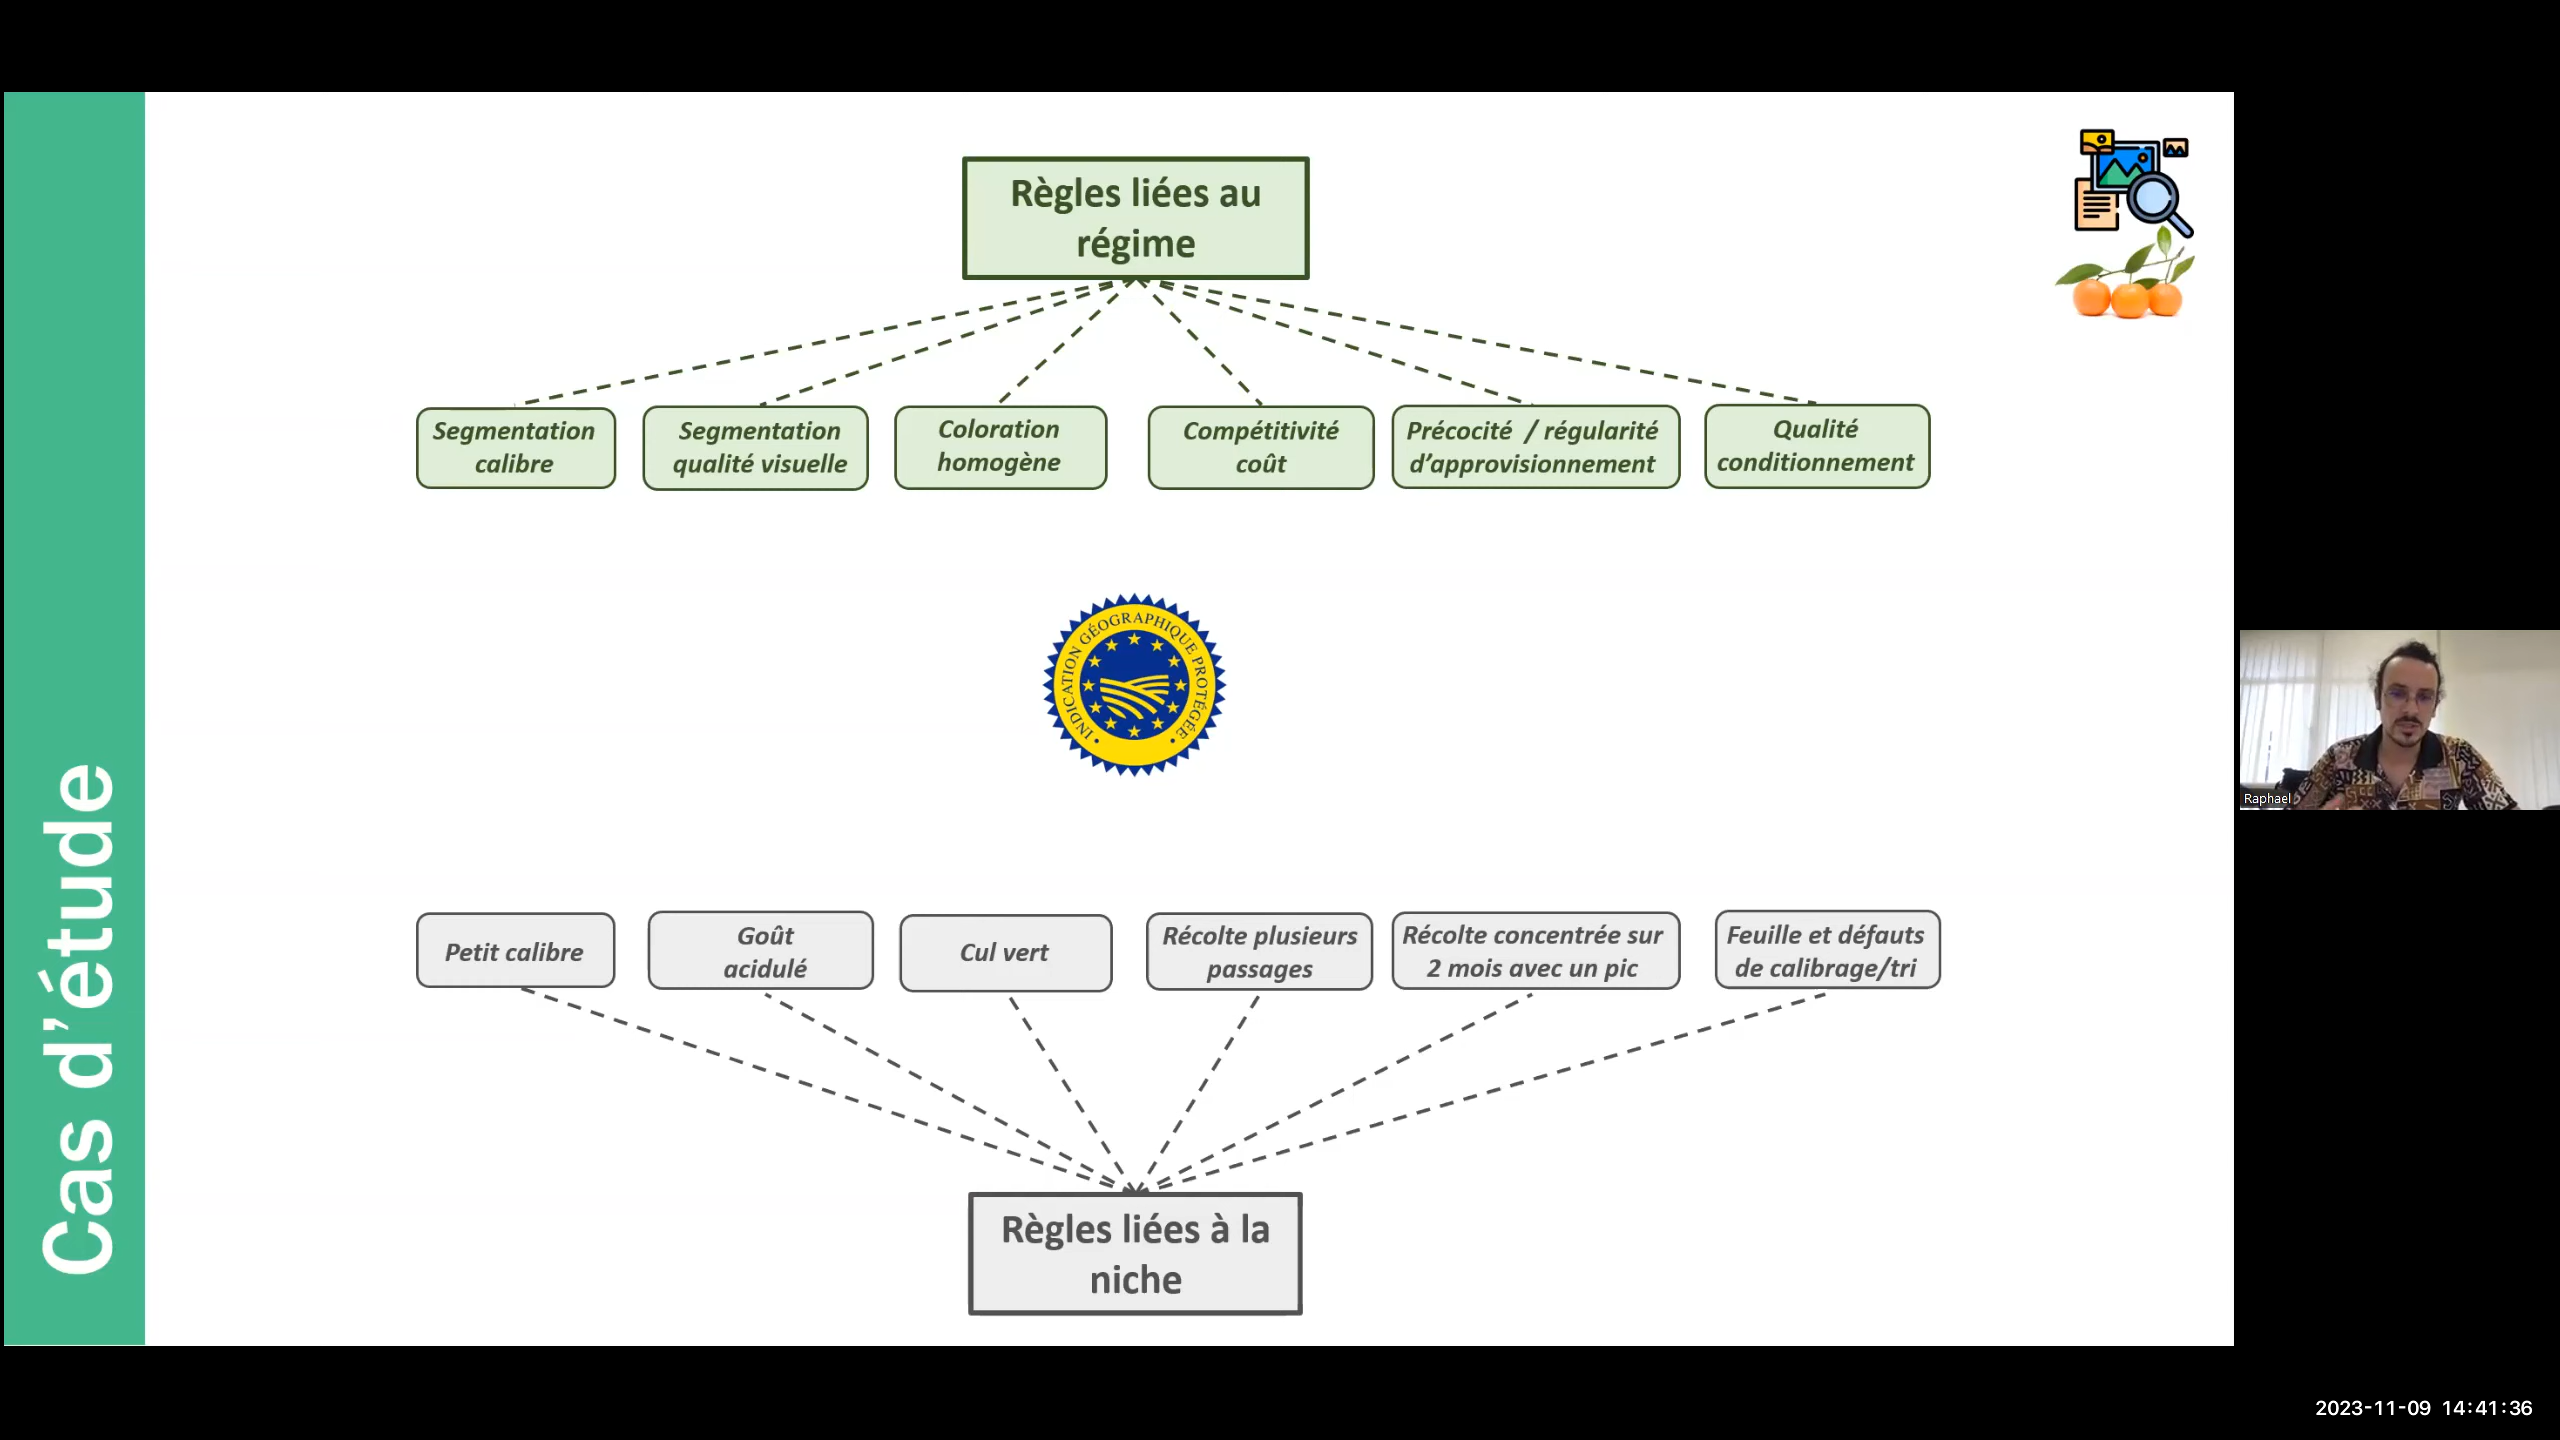 Règles liées au
régime
Segmentation
calibre
Segmentation
qualité visuelle
Coloration
homogène
Compétitivité
coût
Précocité / régularité
d’approvisionnement
Qualité
conditionnement
INDICATION GÉOGRAPHIQUE PROTÉGÉE
Petit calibre
Goût
acidulé
Cul vert
Récolte plusieurs
passages
Récolte concentrée sur
2 mois avec un pic
Feuille et défauts
de calibrage/tri
Règles liées à la
niche
Cas d’étude
Raphael
2023-11-09 14:41:36